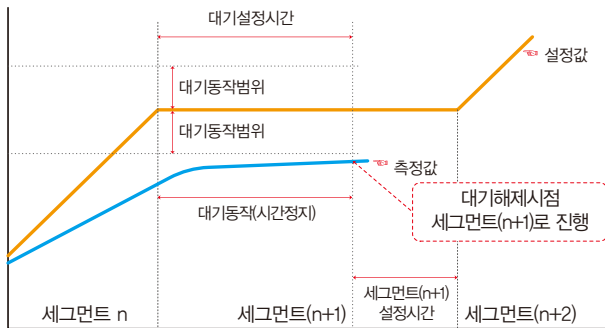 대기설정시간
☜ 설정값
대기동작범위
대기동작범위
☜ 측정값
대기동작(시간정지)
대기해제시점
세그먼트(n+1)로 진행
세그먼트(n+1)
설정시간
세그먼트 n
세그먼트(n+1)
세그먼트(n+2)